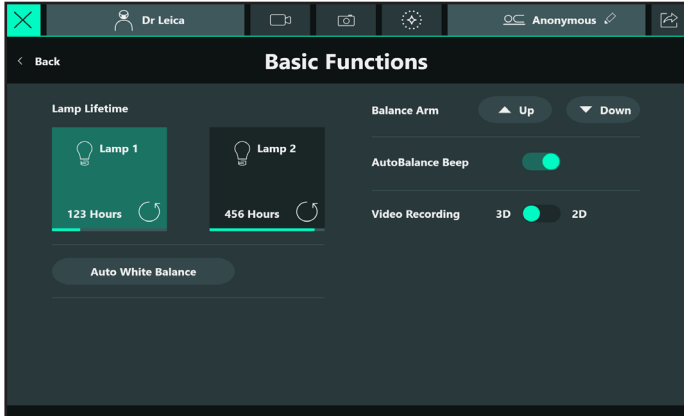 Dr Leica
Anonymous
Back
Basic Functions
Lamp Lifetime
Lamp 1
123 Hours
Lamp 2
456 Hours
Auto White Balance
Balance Arm
Up
Down
AutoBalance Beep
Video Recording
3D
2D